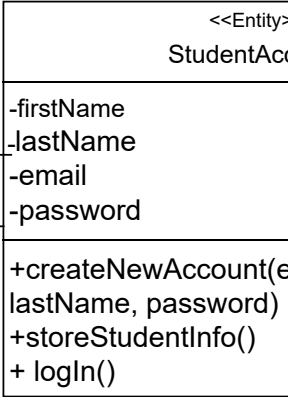 <<Entity>
StudentAcc
-firstName
-lastName
-email
-password
+createNewAccount(e
lastName, password)
+storeStudentInfo()
+ logIn()